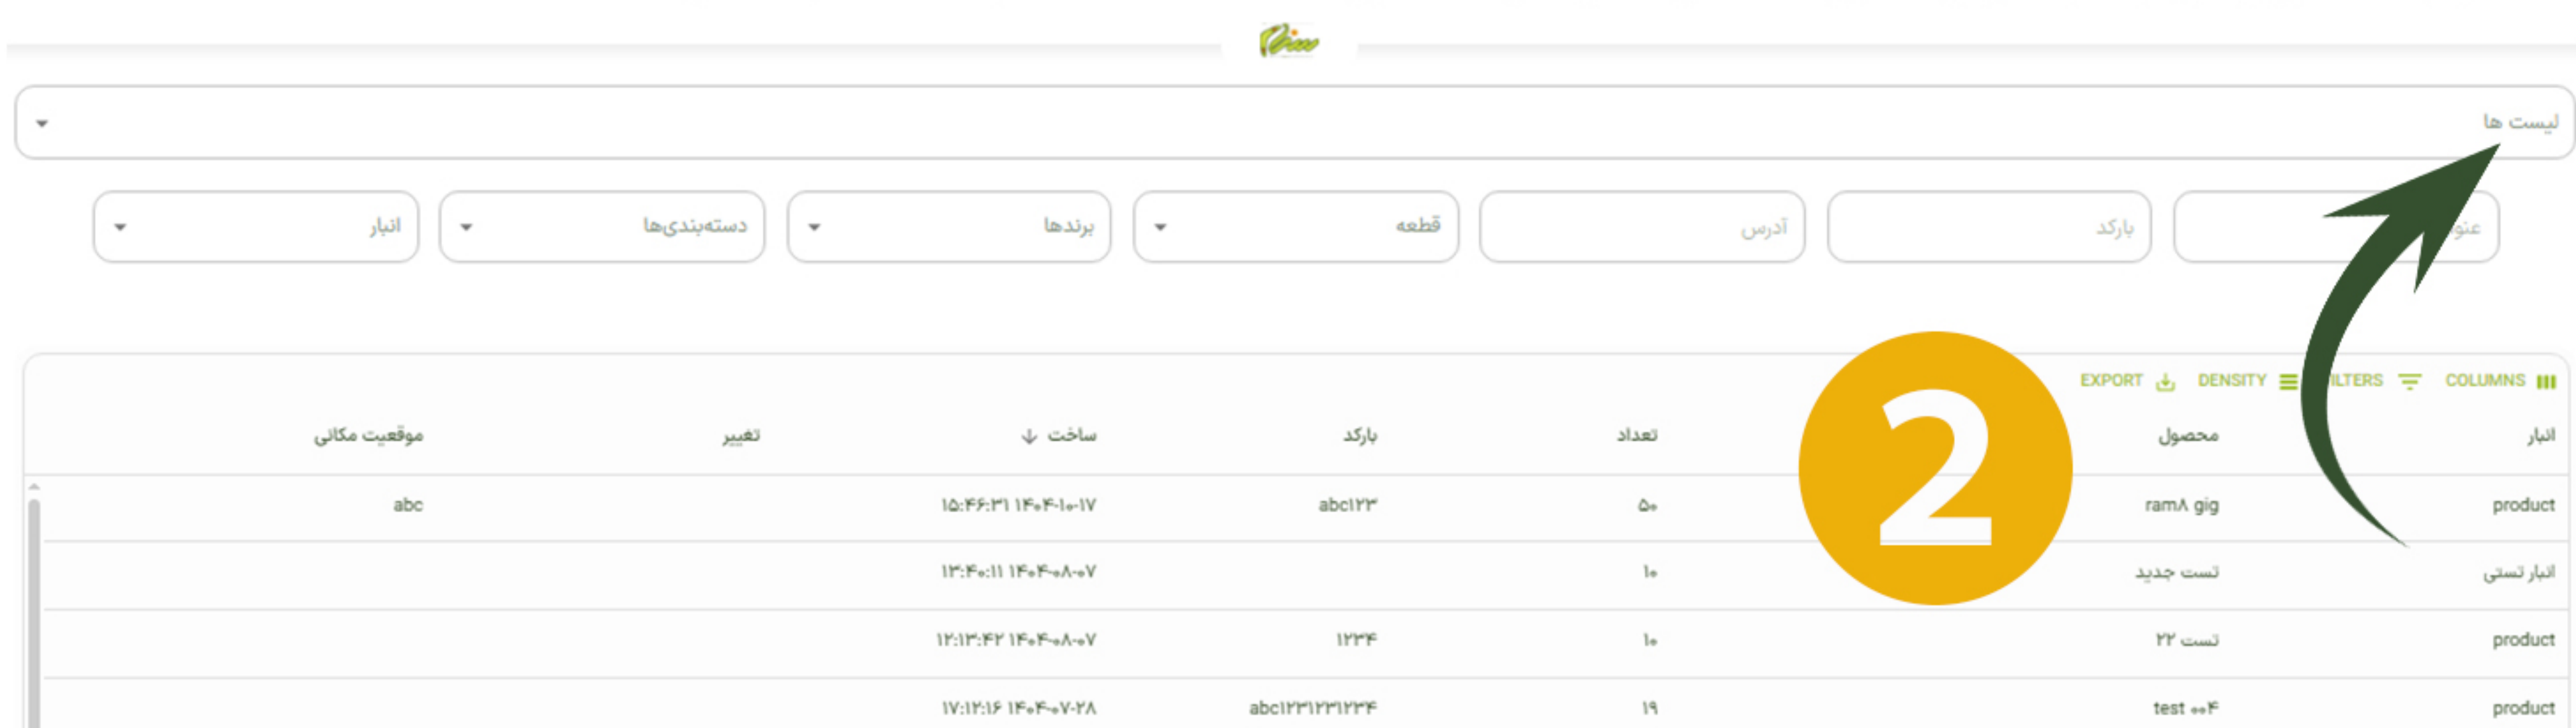 لیست ها
عنوا بارکد آدرس قطعه برندها دسته‌بندی‌ها انبار
COLUMNS ILTERS DENSITY EXPORT
2
انبار محصول تعداد بارکد ساخت تغییر موقعیت مکانی
product ram۸ gig ۵۰ abc۱۲۳ ۱۵:۴۶:۳۱ ۱۴۰۴-۱۰-۱۷ abc
انبار تستی تست جدید ۱۰ ۱۳:۴۰:۱۱ ۱۴۰۴-۰۸-۰۷
product تست ۲۲ ۱۰ ۱۲۳۴ ۱۲:۱۳:۴۲ ۱۴۰۴-۰۸-۰۷
product test ۰۰۴ ۱۹ abc۱۲۳۱۲۳۱۲۳۴ ۱۷:۱۲:۱۶ ۱۴۰۴-۰۷-۲۸